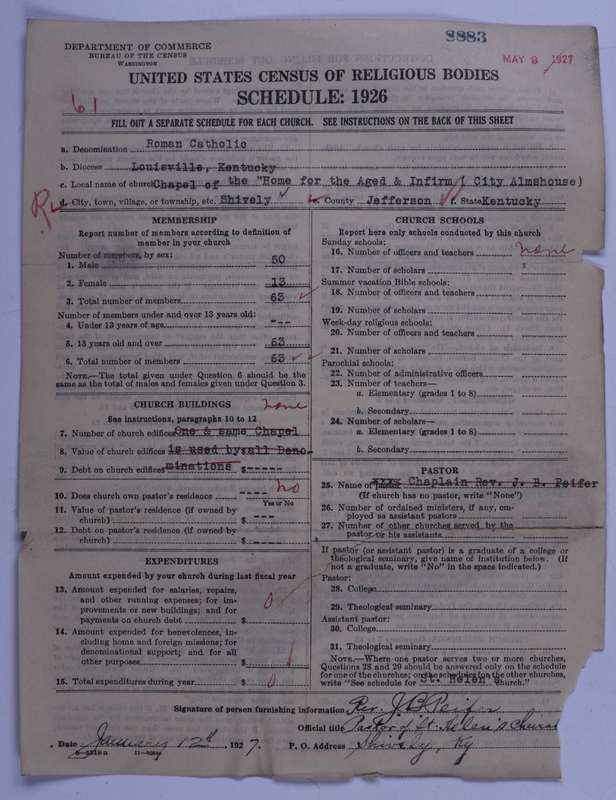 8883
DEPARTMENT OF COMMERCE
BUREAU OF THE CENSUS
WASHINGTON
MAY 9 1927
UNITED STATES CENSUS OF RELIGIOUS BODIES
SCHEDULE: 1926
61
FILL OUT A SEPARATE SCHEDULE FOR EACH CHURCH. SEE INSTRUCTIONS ON THE BACK OF THIS SHEET
a. Denomination Roman Catholic
b. Diocese Louisville, Kentucky
c. Local name of church Chapel of the "Home for the Aged & Infirm ( City Almshouse)
d. City, town, village, or township, etc. Shively e. County Jefferson f. State Kentucky
MEMBERSHIP
Report number of members according to definition of
member in your church
Number of members, by sex:
1. Male 50
2. Female 13
3. Total number of members 63
Number of members under and over 13 years old:
4. Under 13 years of age ---
5. 13 years old and over 63
6. Total number of members 63
NOTE.—The total given under Question 6 should be
same as the total of males and females given under Question 3.
CHURCH BUILDINGS none
See instructions, paragraphs 10 to 12
7. Number of church edifices One & same Chapel
8. Value of church edifices is used by all Deno-
9. Debt on church edifices minations $-----
10. Does church own pastor's residence ---- No
Yes or No
11. Value of pastor's residence (if owned by
church) $ ---
12. Debt on pastor's residence (if owned by
church) $ ---
EXPENDITURES
Amount expended by your church during last fiscal year
13. Amount expended for salaries, repairs,
and other running expenses; for im-
provements or new buildings; and for
payments on church debt $ 0
14. Amount expended for benevolences, in-
cluding home and foreign missions; for
denominational support; and for all
other purposes $
15. Total expenditures during year $ 0
CHURCH SCHOOLS
Report here only schools conducted by this church
Sunday schools:
16. Number of officers and teachers none
17. Number of scholars
Summer vacation Bible schools:
18. Number of officers and teachers
19. Number of scholars
Week-day religious schools:
20. Number of officers and teachers
21. Number of scholars
Parochial schools:
22. Number of administrative officers
23. Number of teachers—
a. Elementary (grades 1 to 8)
b. Secondary
24. Number of scholars—
a. Elementary (grades 1 to 8)
b. Secondary
PASTOR
25. Name of pastor xxxx Chaplain Rev. J. B. Peifer
(If church has no pastor, write "None")
26. Number of ordained ministers, if any, em-
ployed as assistant pastors
27. Number of other churches served by the
pastor or his assistants
If pastor (or assistant pastor) is a graduate of a college or
theological seminary, give name of institution below. (If
not a graduate, write "No" in the space indicated.)
Pastor:
28. College
29. Theological seminary
Assistant pastor:
30. College
31. Theological seminary
NOTE.—Where one pastor serves two or more churches,
Questions 28 and 29 should be answered only on the schedule
for one of the churches; on the schedules for the other churches,
write "See schedule for St. Helen's church."
Signature of person furnishing information Rev. J B Peifer
Official title Pastor of St. Helen's Church
Date January 12th, 1927. P. O. Address Shively, Ky